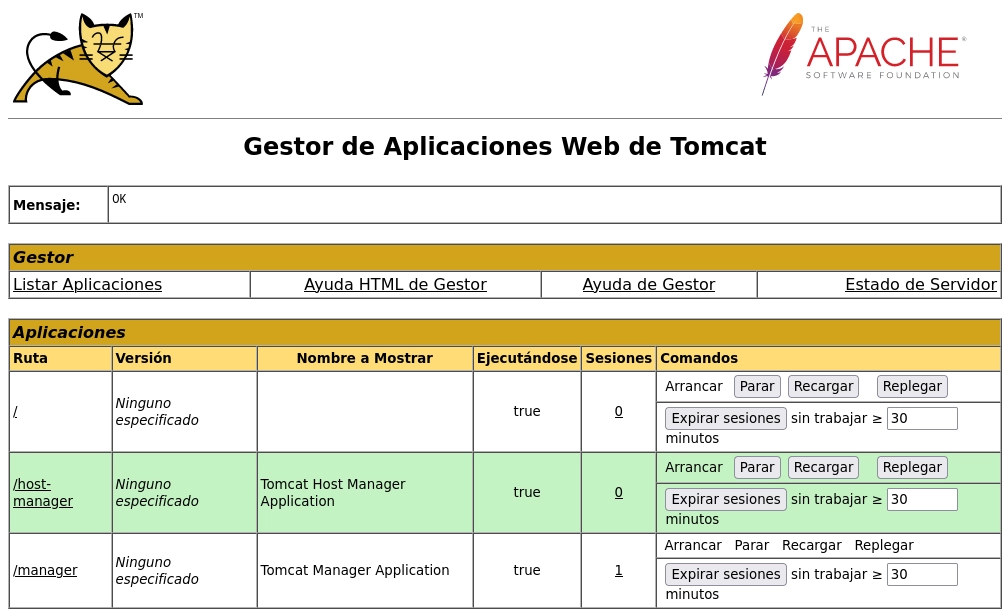 TM
THE
APACHE®
SOFTWARE FOUNDATION
Gestor de Aplicaciones Web de Tomcat
Mensaje: OK
Gestor
Listar Aplicaciones Ayuda HTML de Gestor Ayuda de Gestor Estado de Servidor
Aplicaciones
Ruta Versión Nombre a Mostrar Ejecutándose Sesiones Comandos
/ Ninguno especificado true 0 Arrancar Parar Recargar Replegar
Expirar sesiones sin trabajar ≥ 30
minutos
/host-
manager
Ninguno
especificado
Tomcat Host Manager
Application
true 0 Arrancar Parar Recargar Replegar
Expirar sesiones sin trabajar ≥ 30
minutos
/manager
Ninguno
especificado
Tomcat Manager Application true 1 Arrancar Parar Recargar Replegar
Expirar sesiones sin trabajar ≥ 30
minutos